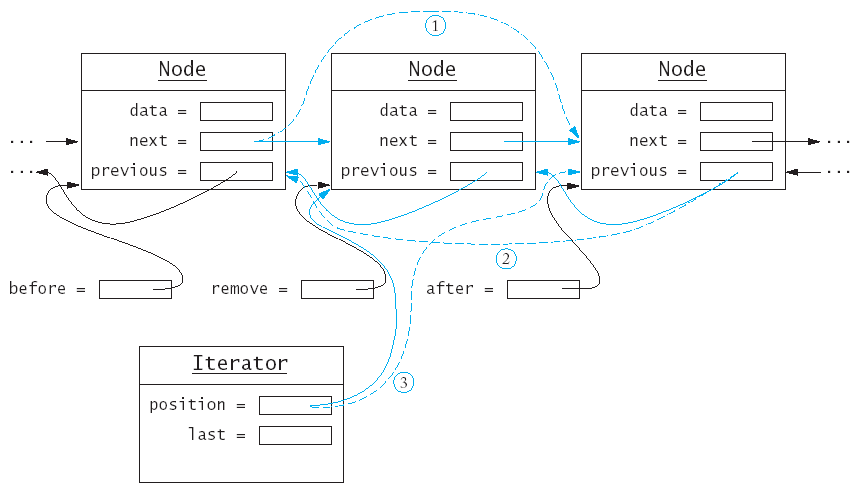 1
Node Node Node
data = data = data =
... next = next = next = ...
... previous = previous = previous = ...
2
before = remove = after =
Iterator
3
position =
last =